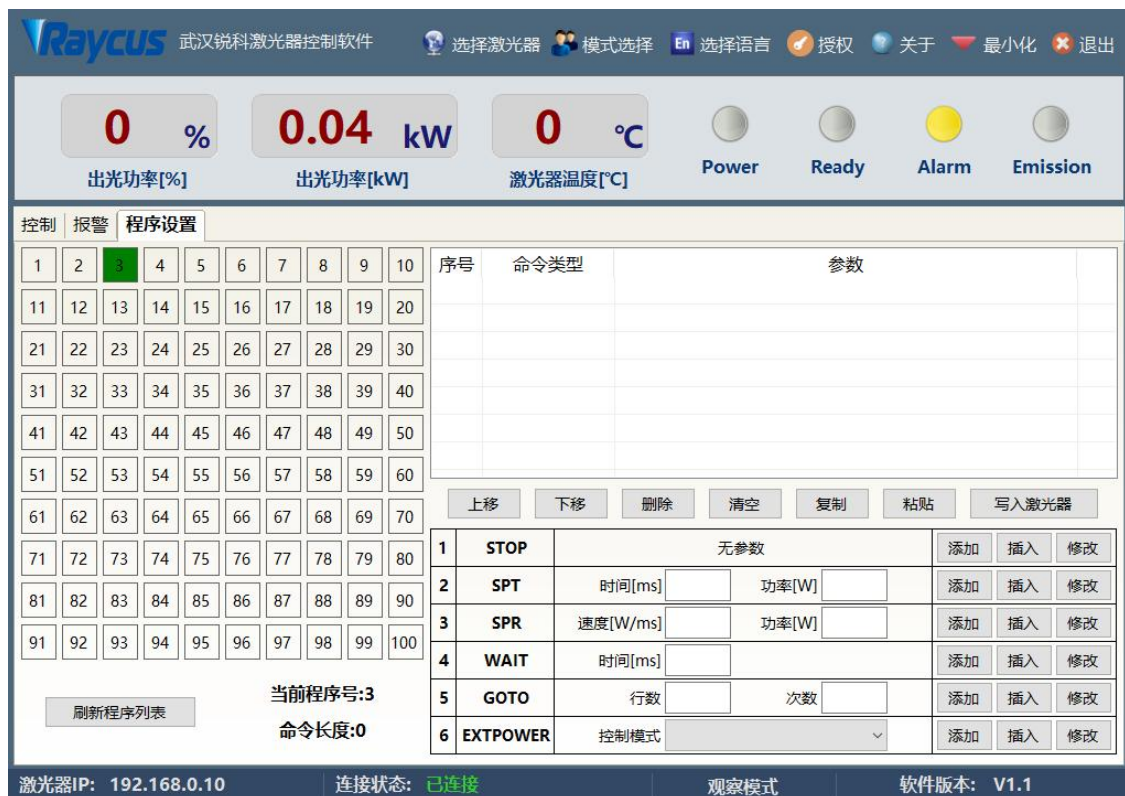 Raycus 武汉锐科激光器控制软件 选择激光器 模式选择 En 选择语言 授权 关于 最小化 退出
0 % 0.04 kW 0 ℃
出光功率[%] 出光功率[kW] 激光器温度[℃] Power Ready Alarm Emission
控制 报警 程序设置
1 2 3 4 5 6 7 8 9 10
11 12 13 14 15 16 17 18 19 20
21 22 23 24 25 26 27 28 29 30
31 32 33 34 35 36 37 38 39 40
41 42 43 44 45 46 47 48 49 50
51 52 53 54 55 56 57 58 59 60
61 62 63 64 65 66 67 68 69 70
71 72 73 74 75 76 77 78 79 80
81 82 83 84 85 86 87 88 89 90
91 92 93 94 95 96 97 98 99 100
刷新程序列表
当前程序号:3
命令长度:0
序号 命令类型 参数
上移 下移 删除 清空 复制 粘贴 写入激光器
1 STOP 无参数 添加 插入 修改
2 SPT 时间[ms] 功率[W] 添加 插入 修改
3 SPR 速度[W/ms] 功率[W] 添加 插入 修改
4 WAIT 时间[ms] 添加 插入 修改
5 GOTO 行数 次数 添加 插入 修改
6 EXTPOWER 控制模式 添加 插入 修改
激光器IP: 192.168.0.10 连接状态: 已连接 观察模式 软件版本: V1.1